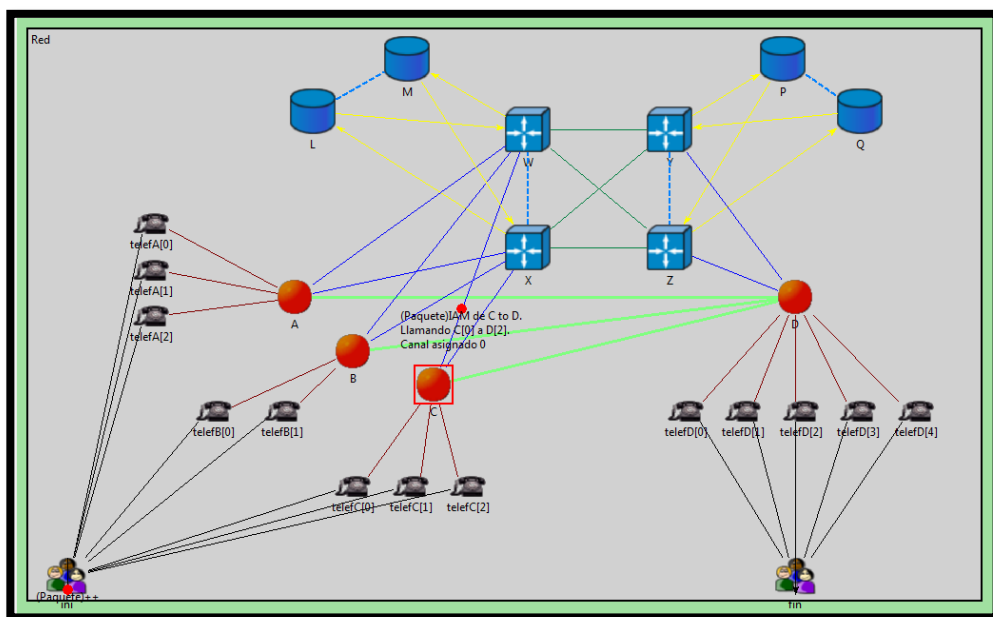 Red
M
P
L
W
Y
Q
telefA[0]
telefA[1]
X
Z
telefA[2]
A
(Paquete)IAM de C to D.
Llamando C[0] a D[2].
Canal asignado 0
D
B
C
telefB[0]
telefB[1]
telefD[0]
telefD[1]
telefD[2]
telefD[3]
telefD[4]
telefC[0]
telefC[1]
telefC[2]
(Paquete)++
ini
fin